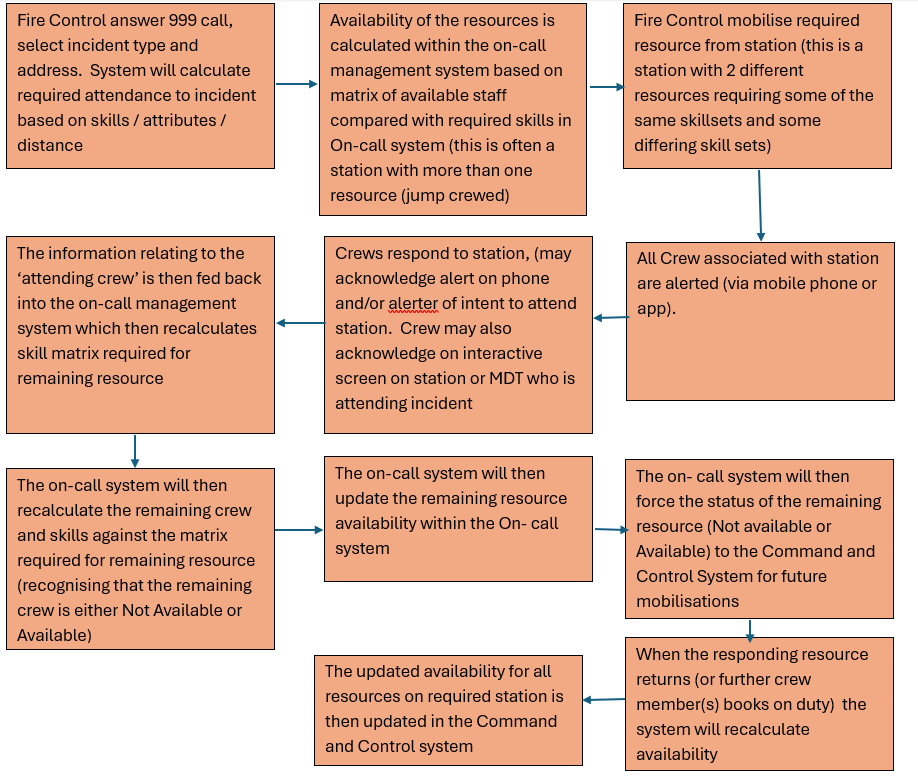 Fire Control answer 999 call,
select incident type and
address.  System will calculate
required attendance to incident
based on skills / attributes /
distance
Availability of the resources is
calculated within the on-call
management system based on
matrix of available staff
compared with required skills in
On-call system (this is often a
station with more than one
resource (jump crewed)
Fire Control mobilise required
resource from station (this is a
station with 2 different
resources requiring some of the
same skillsets and some
differing skill sets)
All Crew associated with station
are alerted (via mobile phone or
app).
Crews respond to station, (may
acknowledge alert on phone
and/or alerter of intent to attend
station.  Crew may also
acknowledge on interactive
screen on station or MDT who is
attending incident
The information relating to the
‘attending crew’ is then fed back
into the on-call management
system which then recalculates
skill matrix required for
remaining resource
The on-call system will then
recalculate the remaining crew
and skills against the matrix
required for remaining resource
(recognising that the remaining
crew is either Not Available or
Available)
The on-call system will then
update the remaining resource
availability within the On- call
system
The on- call system will then
force the status of the remaining
resource (Not available or
Available) to the Command and
Control System for future
mobilisations
When the responding resource
returns (or further crew
member(s) books on duty)  the
system will recalculate
availability
The updated availability for all
resources on required station is
then updated in the Command
and Control system